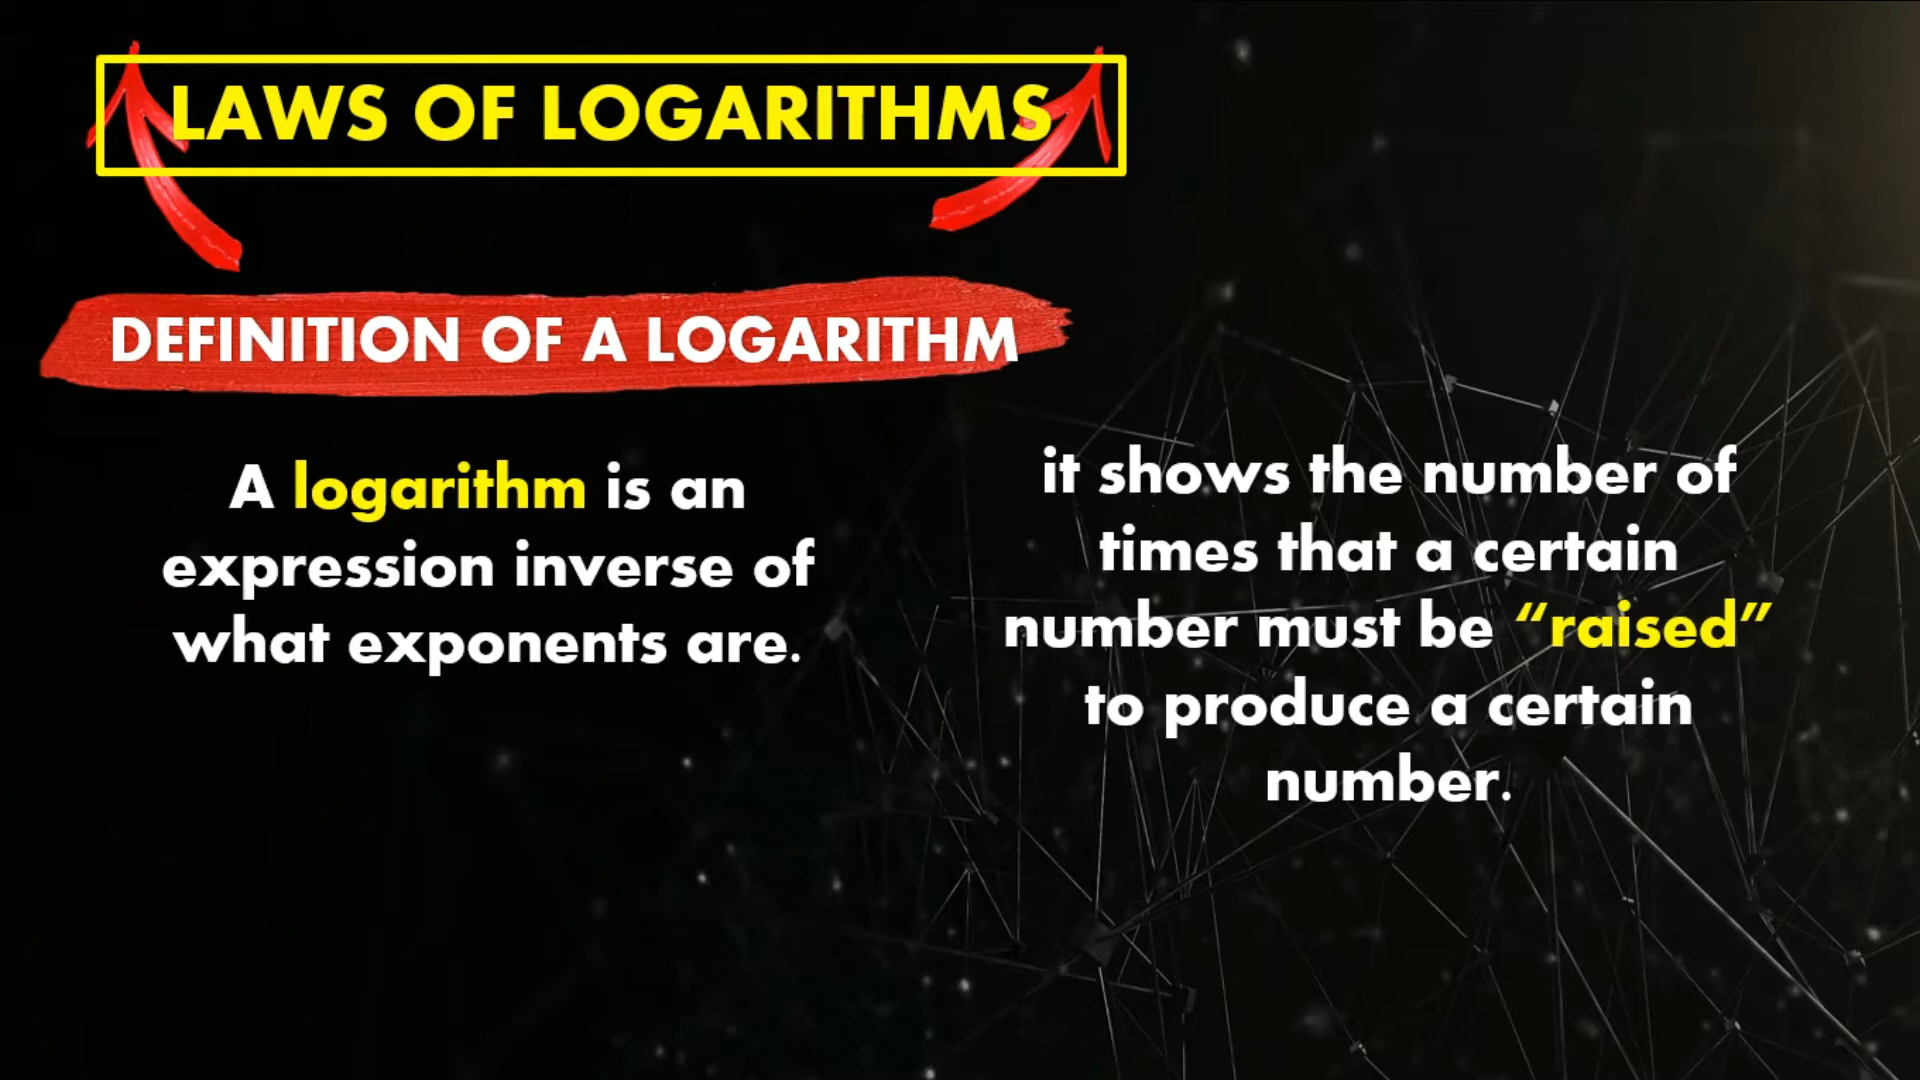 LAWS OF LOGARITHMS
DEFINITION OF A LOGARITHM
A logarithm is an
expression inverse of
what exponents are.
it shows the number of
times that a certain
number must be “raised”
to produce a certain
number.